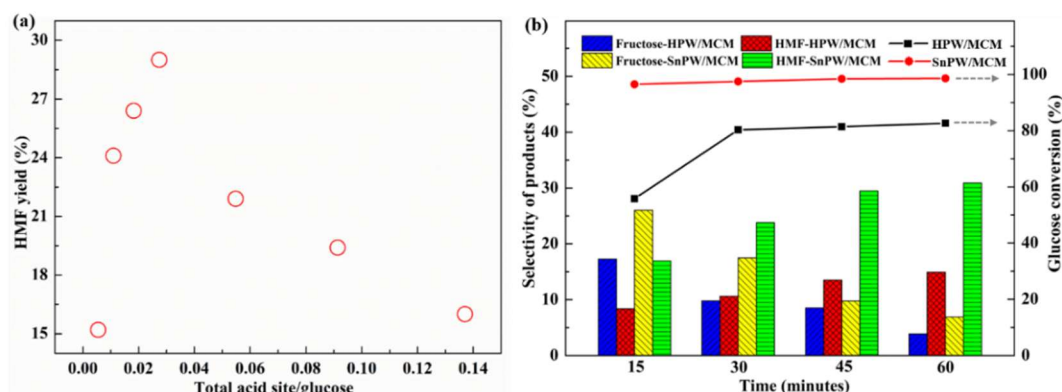 (a)
30
27
24
21
18
15
HMF yield (%)
0.00 0.02 0.04 0.06 0.08 0.10 0.12 0.14
Total acid site/glucose
(b)
Fructose-HPW/MCM HMF-HPW/MCM HPW/MCM
Fructose-SnPW/MCM HMF-SnPW/MCM SnPW/MCM
50
40
30
20
10
0
Selectivity of products (%)
100
80
60
40
20
0
Glucose conversion (%)
15 30 45 60
Time (minutes)